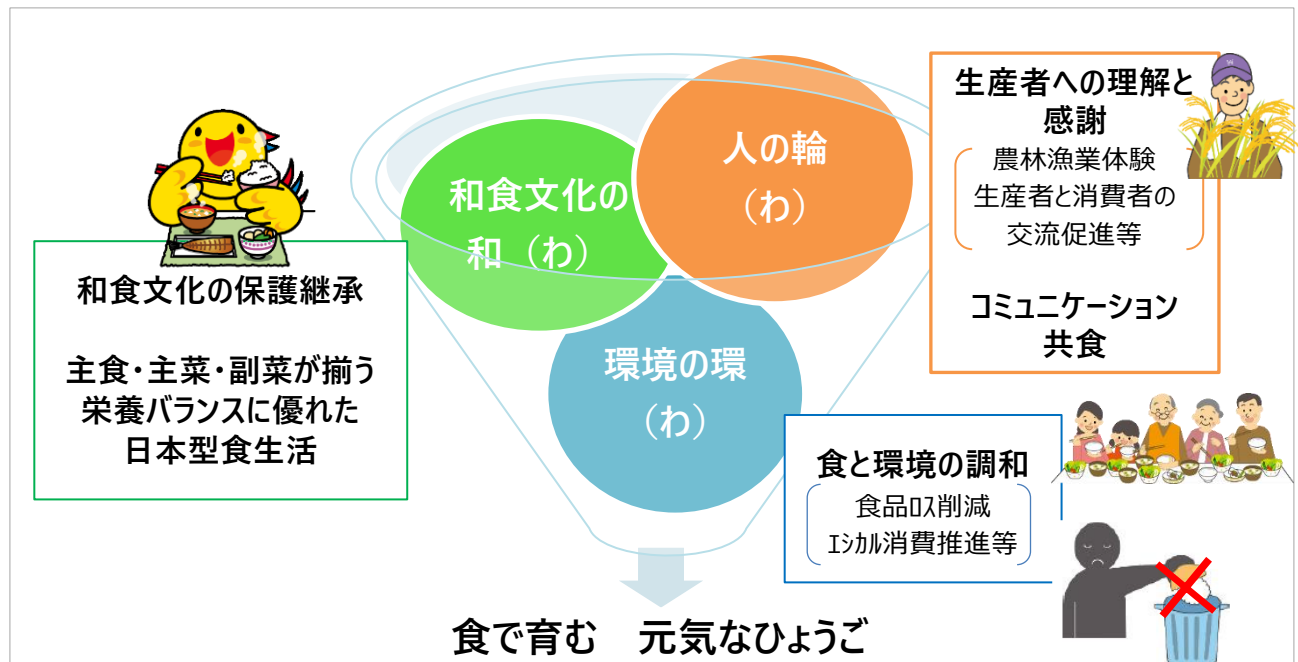 和食文化の
和（わ）
人の輪
（わ）
環境の環
（わ）
和食文化の保護継承
主食・主菜・副菜が揃う
栄養バランスに優れた
日本型食生活
生産者への理解と
感謝
農林漁業体験
生産者と消費者の
交流促進等
コミュニケーション
共食
食と環境の調和
食品ﾛｽ削減
ｴｼｶﾙ消費推進等
食で育む　元気なひょうご